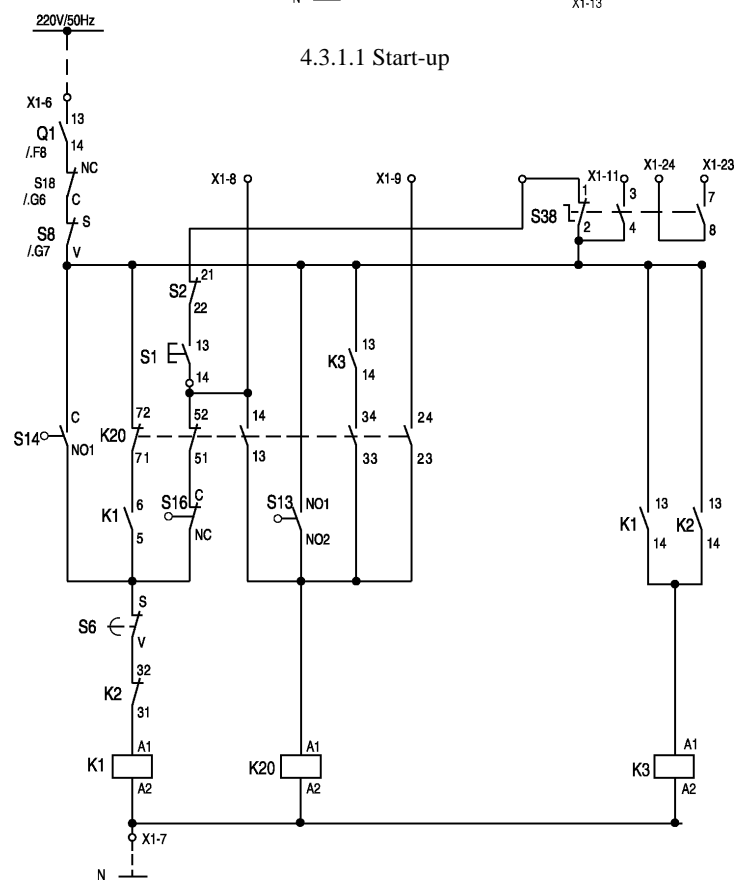 N
X1-13
220V/50Hz
4.3.1.1 Start-up
X1-6
13
Q1
14
/.F8
NC
S18
/.G6
C
S
S8
/.G7
V
X1-8
X1-9
X1-11
X1-24
X1-23
1
3
7
S38
2
4
8
21
S2
22
13
S1
14
13
K3
14
C
S14
NO1
72
K20
71
52
51
14
13
34
33
24
23
6
K1
5
S16
C
NC
S13
NO1
NO2
13
K1
14
13
K2
14
S
S6
V
32
K2
31
A1
K1
A2
A1
K20
A2
A1
K3
A2
X1-7
N